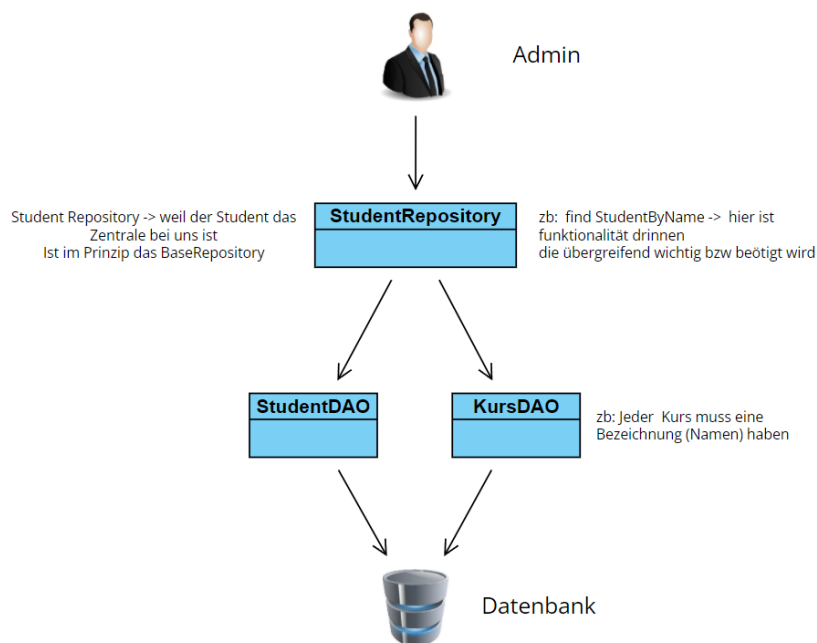 Admin
Student Repository -> weil der Student das
Zentrale bei uns ist
Ist im Prinzip das BaseRepository
StudentRepository
zb: find StudentByName -> hier ist
funktionalität drinnen
die übergreifend wichtig bzw beötigt wird
StudentDAO
KursDAO
zb: Jeder Kurs muss eine
Bezeichnung (Namen) haben
Datenbank